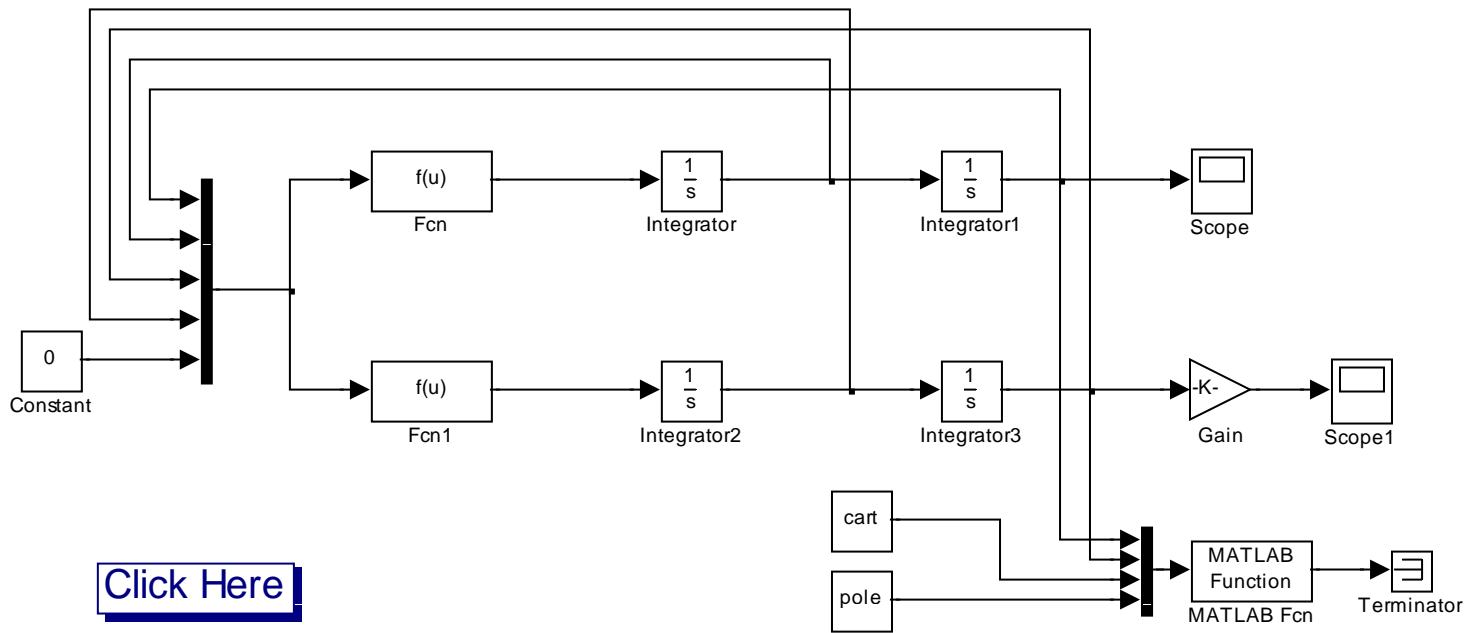 f(u)
Fcn
1
s
Integrator
1
s
Integrator1
Scope
0
Constant
f(u)
Fcn1
1
s
Integrator2
1
s
Integrator3
-K-
Gain
Scope1
cart
pole
MATLAB
Function
MATLAB Fcn
Terminator
Click Here